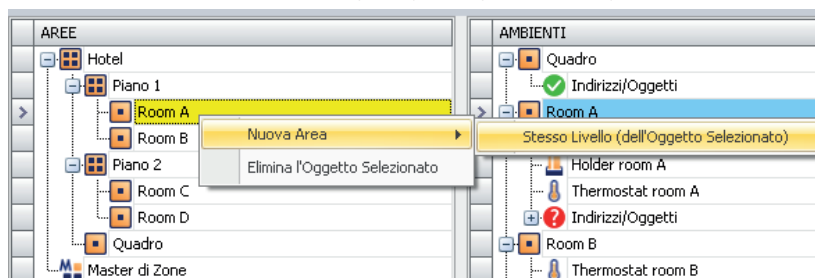 AREE
Hotel
Piano 1
Room A
Room B
Piano 2
Room C
Room D
Quadro
Master di Zone
Nuova Area
Elimina l'Oggetto Selezionato
Stesso Livello (dell'Oggetto Selezionato)
AMBIENTI
Quadro
Indirizzi/Oggetti
Room A
Holder room A
Thermostat room A
Indirizzi/Oggetti
Room B
Thermostat room B